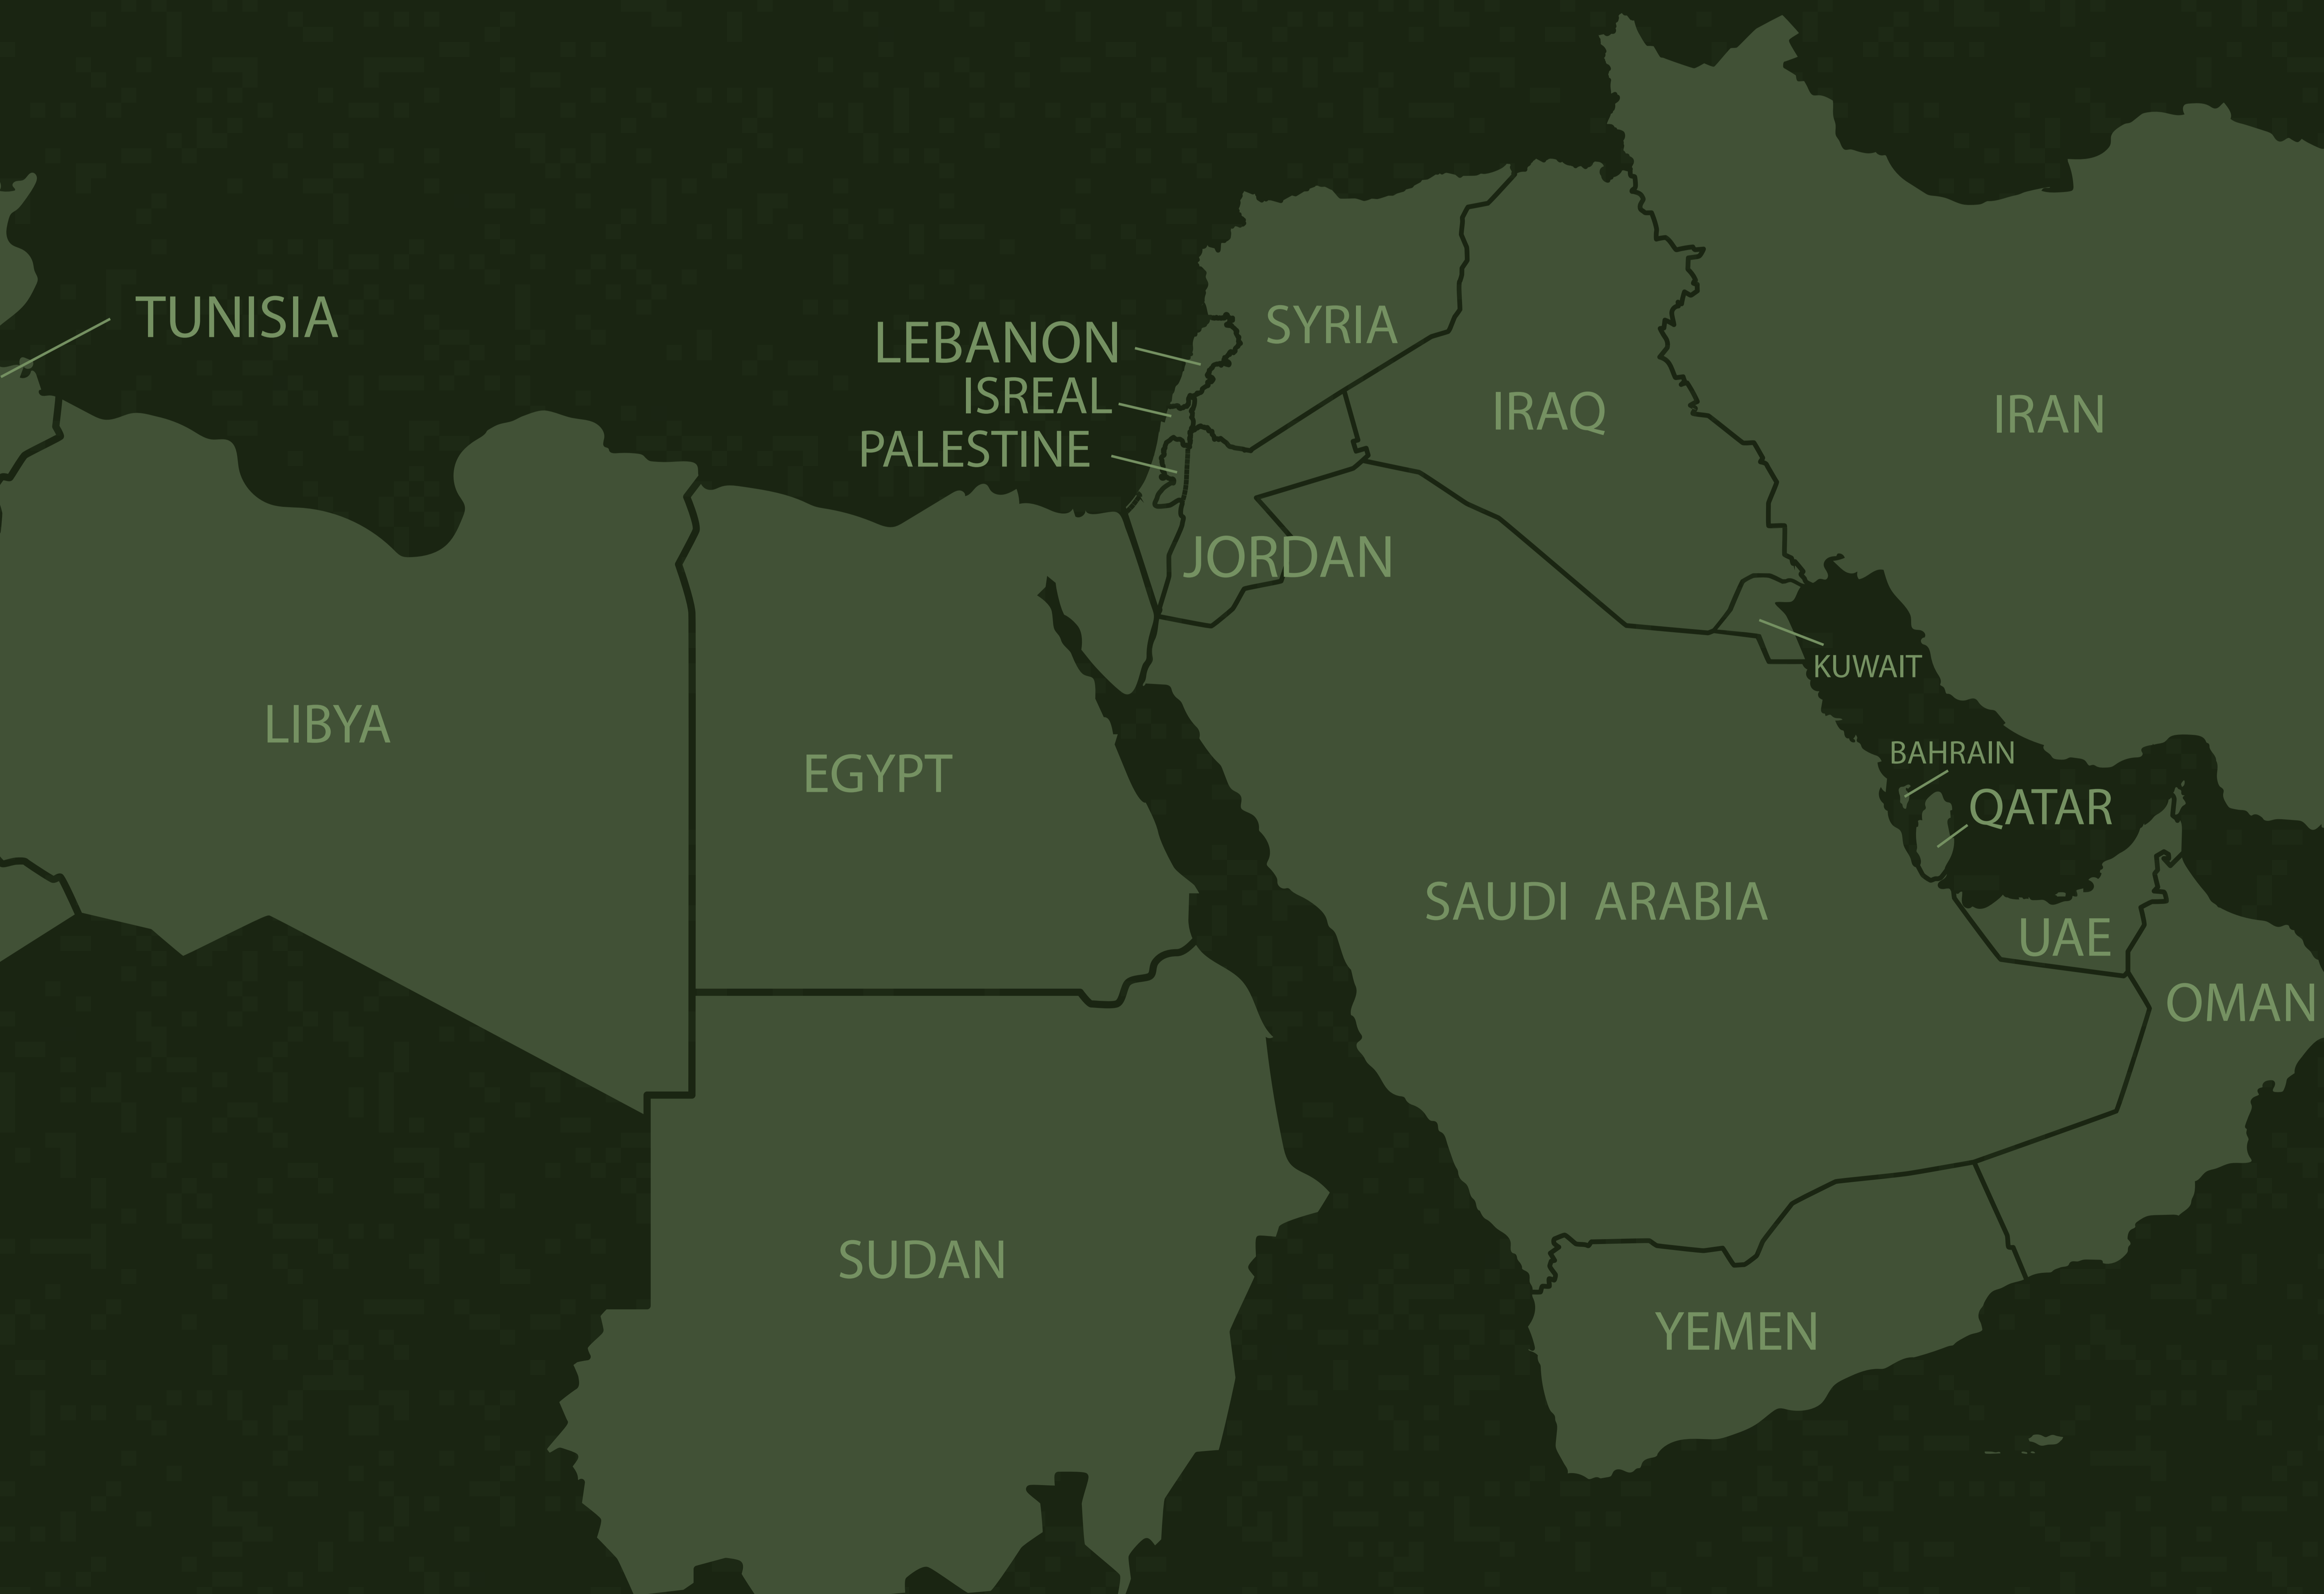 TUNISIA
LEBANON
SYRIA
ISREAL
PALESTINE
IRAQ
IRAN
JORDAN
KUWAIT
LIBYA
EGYPT
BAHRAIN
QATAR
SAUDI ARABIA
UAE
OMAN
SUDAN
YEMEN